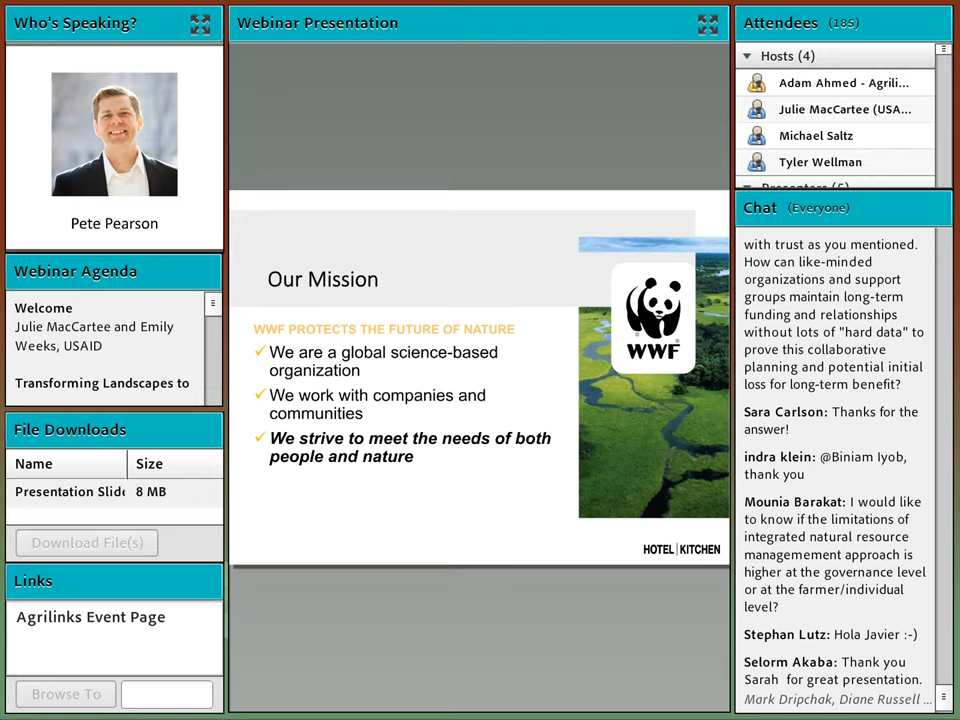 Who's Speaking?
Pete Pearson
Webinar Agenda
Welcome
Julie MacCartee and Emily
Weeks, USAID
Transforming Landscapes to
File Downloads
Name Size
Presentation Slide 8 MB
Download File(s)
Links
Agrilinks Event Page
Browse To
Webinar Presentation
Our Mission
WWF PROTECTS THE FUTURE OF NATURE
We are a global science-based
organization
We work with companies and
communities
We strive to meet the needs of both
people and nature
WWF
HOTEL KITCHEN
Attendees (185)
Hosts (4)
Adam Ahmed - Agrili...
Julie MacCartee (USA...
Michael Saltz
Tyler Wellman
Presenters (5)
Chat (Everyone)
with trust as you mentioned.
How can like-minded
organizations and support
groups maintain long-term
funding and relationships
without lots of "hard data" to
prove this collaborative
planning and potential initial
loss for long-term benefit?
Sara Carlson: Thanks for the
answer!
indra klein: @Biniam Iyob,
thank you
Mounia Barakat: I would like
to know if the limitations of
integrated natural resource
managemement approach is
higher at the governance level
or at the farmer/individual
level?
Stephan Lutz: Hola Javier :-)
Selorm Akaba: Thank you
Sarah for great presentation.
Mark Dripchak, Diane Russell ...